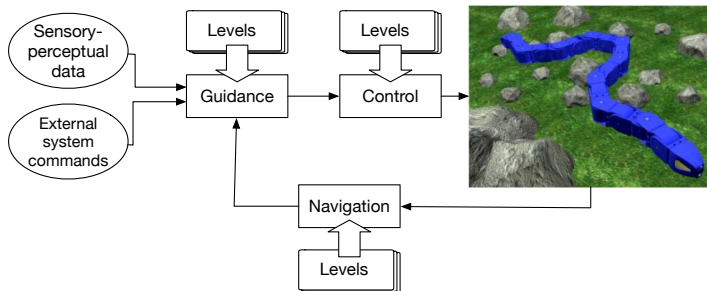 Sensory-
perceptual
data
External
system
commands
Levels
Guidance
Levels
Control
Navigation
Levels